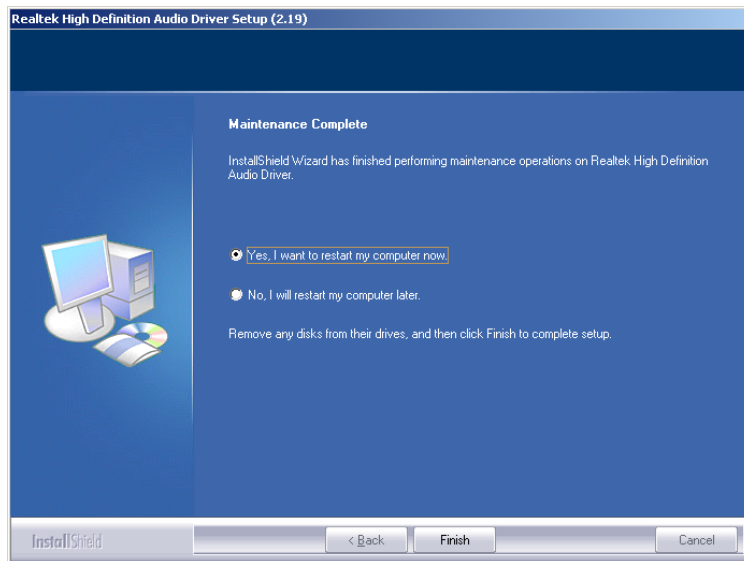 Realtek High Definition Audio Driver Setup (2.19)
Maintenance Complete
InstallShield Wizard has finished performing maintenance operations on Realtek High Definition
Audio Driver.
Yes, I want to restart my computer now.
No, I will restart my computer later.
Remove any disks from their drives, and then click Finish to complete setup.
InstallShield
< Back
Finish
Cancel